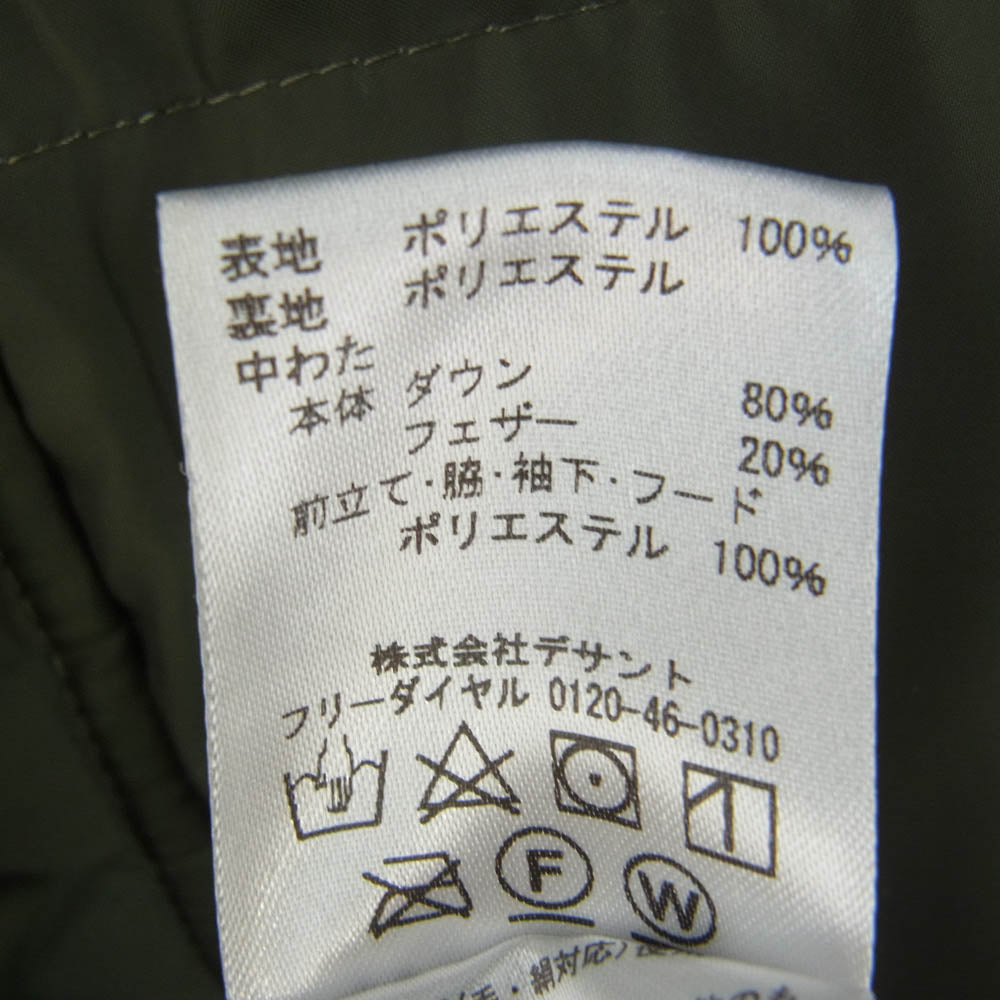 表地 ポリエステル 100%
裏地 ポリエステル
中わた
本体 ダウン 80%
フェザー 20%
前立て・脇・袖下・フード
ポリエステル 100%
株式会社デサント
フリーダイヤル 0120-46-0310
F W
・絹対応)